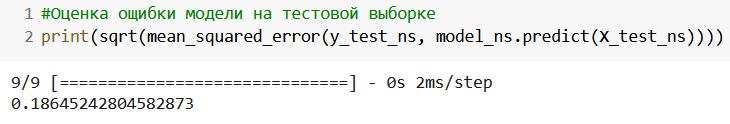 1 #Оценка ощибки модели на тестовой выборке
2 print(sqrt(mean_squared_error(y_test_ns, model_ns.predict(X_test_ns))))
9/9 [==============================] - 0s 2ms/step
0.18645242804582873